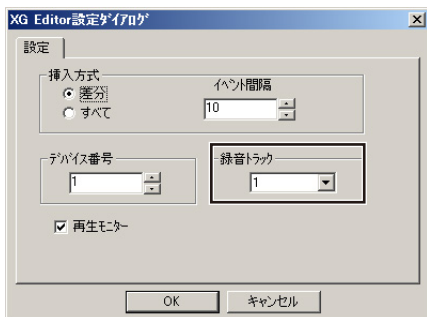 XG Editor設定ﾀﾞｲｱﾛｸﾞ
設定
挿入方式
差分
すべて
ｲﾍﾞﾝﾄ間隔
10
ﾃﾞﾊﾞｲｽ番号
1
録音ﾄﾗｯｸ
1
再生ﾓﾆﾀｰ
OK
ｷｬﾝｾﾙ